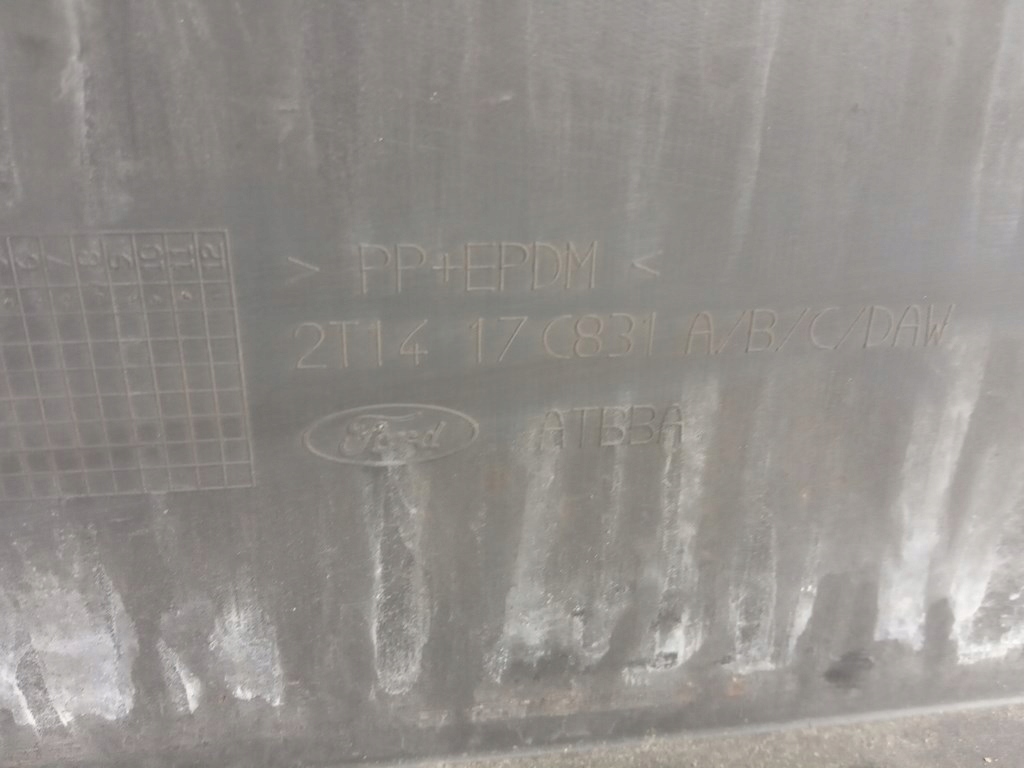 > PP+EPDM <
2T14 17C831 A/B/C/DAW
Ford ATBBA